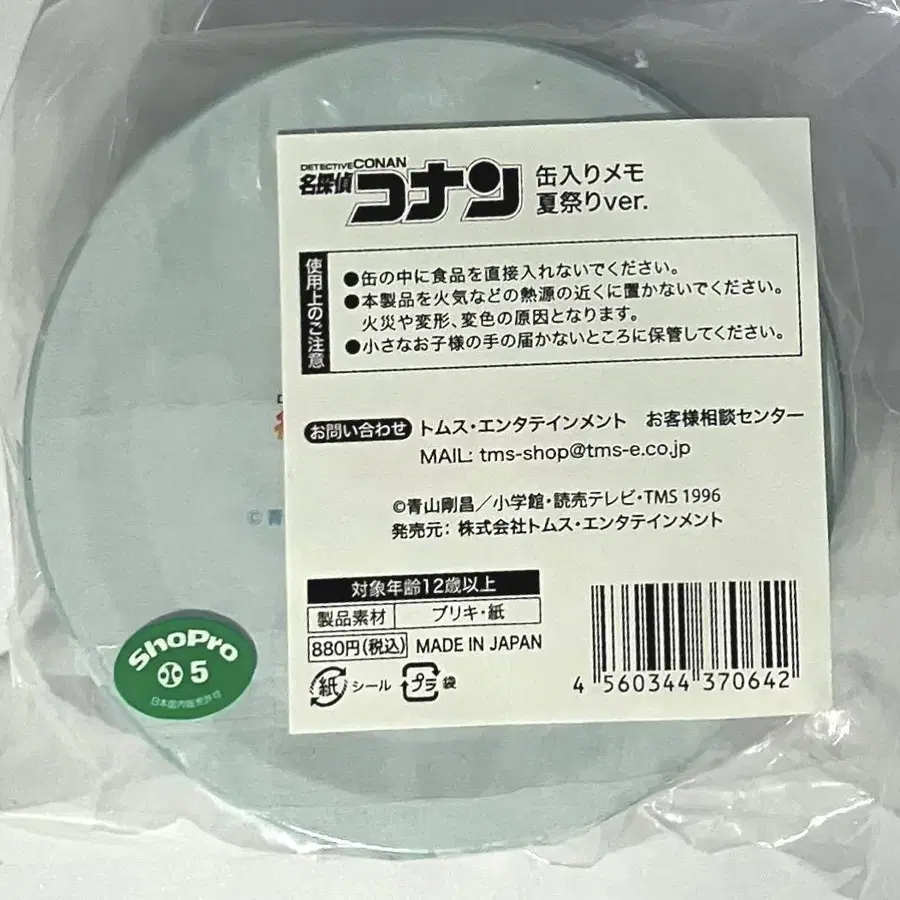 DETECTIVE CONAN
名探偵コナン
缶入りメモ
夏祭りver.
使用上のご注意
●缶の中に食品を直接入れないでください。
●本製品を火気などの熱源の近くに置かないでください。
火災や変形、変色の原因となります。
●小さなお子様の手の届かないところに保管してください。
お問い合わせ トムス・エンタテインメント お客様相談センター
MAIL: tms-shop@tms-e.co.jp
©青山剛昌／小学館・読売テレビ・TMS 1996
発売元: 株式会社トムス・エンタテインメント
対象年齢12歳以上
製品素材 ブリキ・紙
880円(税込) MADE IN JAPAN
紙 シール プラ 袋
4 560344 370642
© 青
ShoPro
5
日本国内販売許可